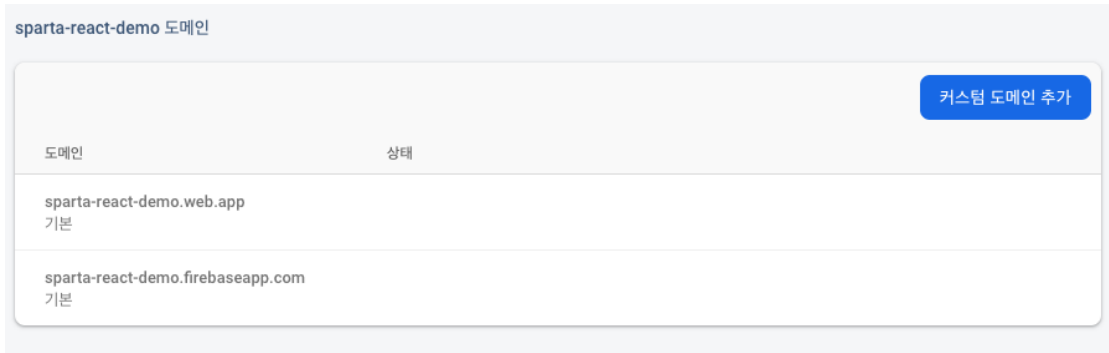 sparta-react-demo 도메인
커스텀 도메인 추가
도메인 상태
sparta-react-demo.web.app
기본
sparta-react-demo.firebaseapp.com
기본